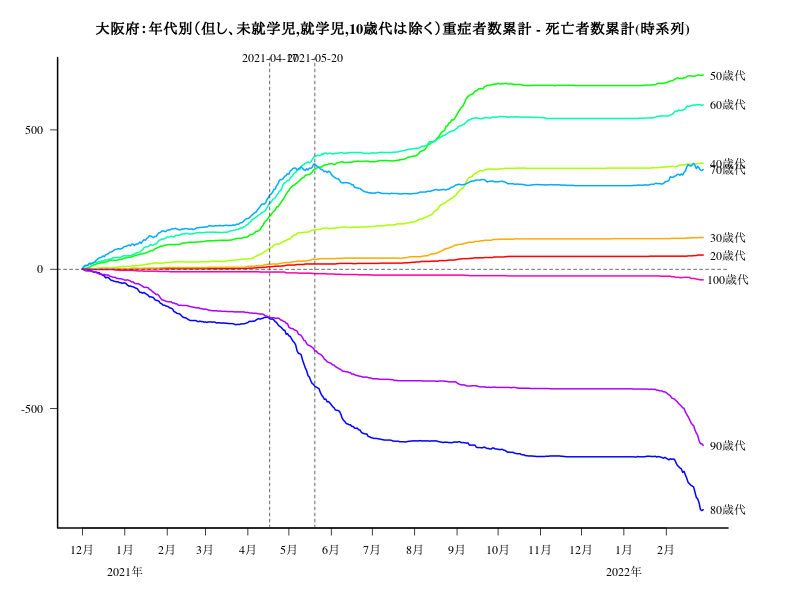 大阪府：年代別（但し、未就学児,就学児,10歳代は除く）重症者数累計 - 死亡者数累計(時系列)
2021-04-17
2021-05-20
50歳代
60歳代
500
40歳代
70歳代
30歳代
20歳代
0
100歳代
-500
90歳代
80歳代
12月 1月 2月 3月 4月 5月 6月 7月 8月 9月 10月 11月 12月 1月 2月
2021年 2022年